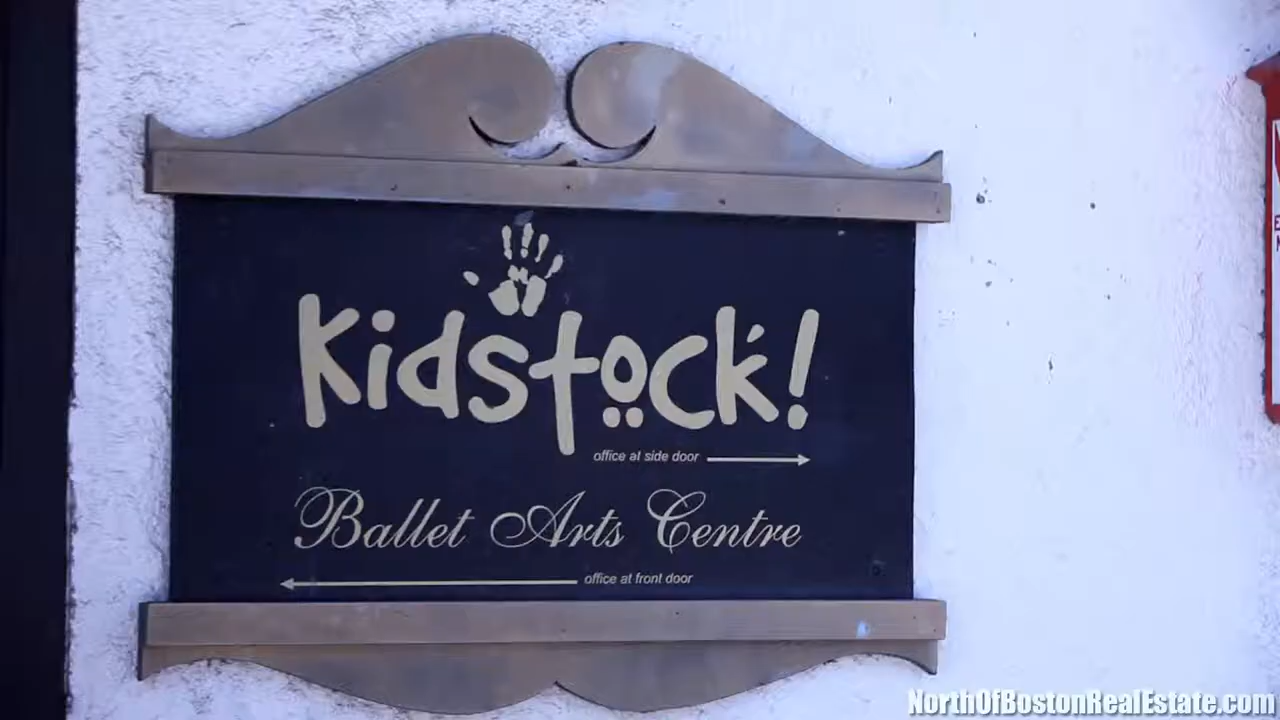 Kidstock!
office at side door
Ballet Arts Centre
office at front door
NorthOfBostonRealEstate.com